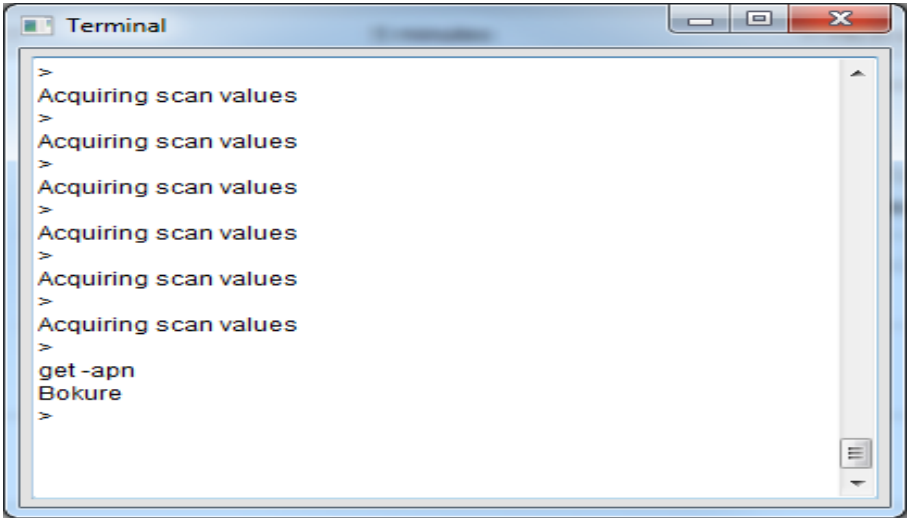 Terminal
>
Acquiring scan values
>
Acquiring scan values
>
Acquiring scan values
>
Acquiring scan values
>
Acquiring scan values
>
Acquiring scan values
>
get -apn
Bokure
>